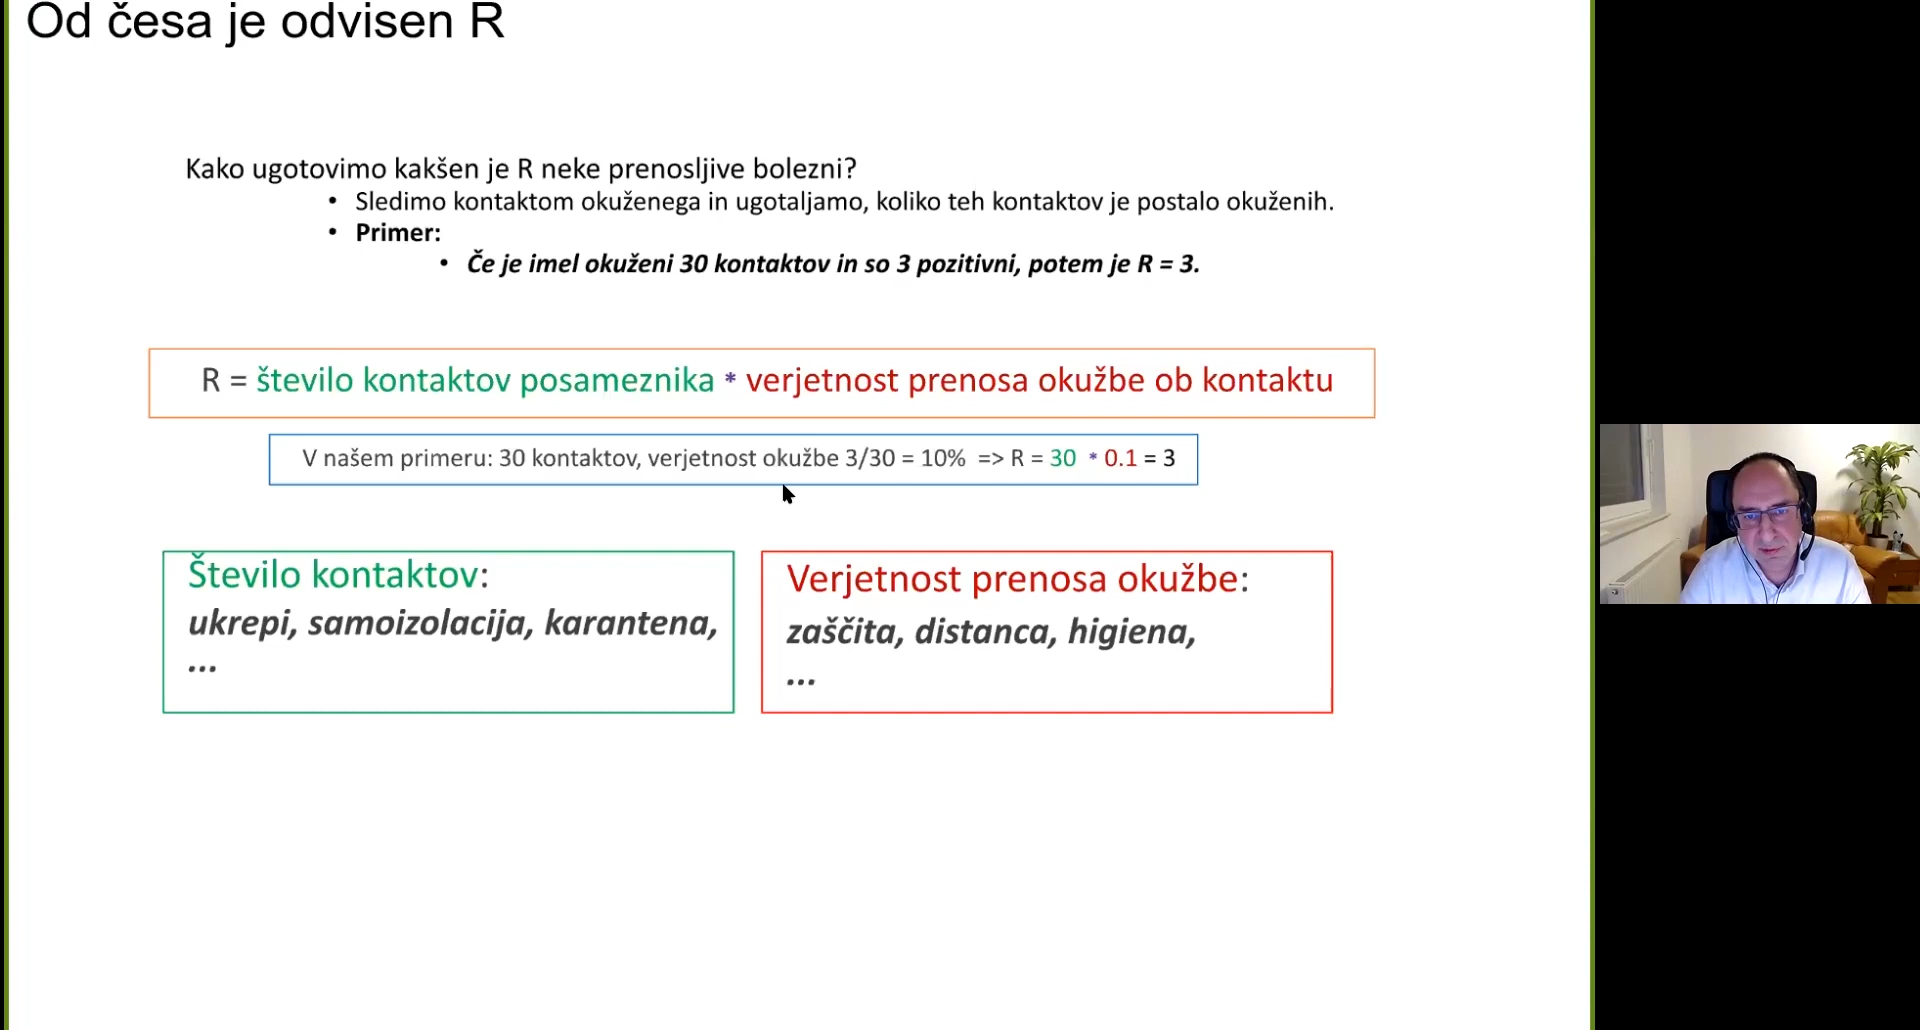 Od česa je odvisen R
Kako ugotovimo kakšen je R neke prenosljive bolezni?
• Sledimo kontaktom okuženega in ugotaljamo, koliko teh kontaktov je postalo okuženih.
• Primer:
• Če je imel okuženi 30 kontaktov in so 3 pozitivni, potem je R = 3.
R = število kontaktov posameznika * verjetnost prenosa okužbe ob kontaktu
V našem primeru: 30 kontaktov, verjetnost okužbe 3/30 = 10% => R = 30 * 0.1 = 3
Število kontaktov:
ukrepi, samoizolacija, karantena,
...
Verjetnost prenosa okužbe:
zaščita, distanca, higiena,
...